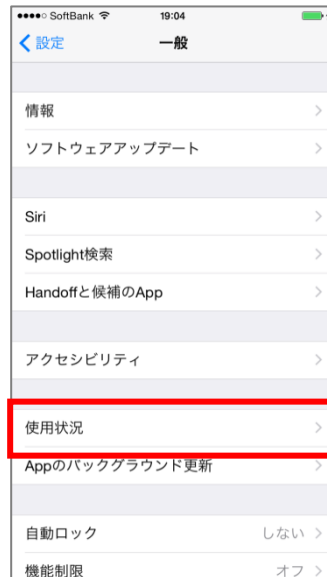 SoftBank 19:04
設定 一般
情報
ソフトウェアアップデート
Siri
Spotlight検索
Handoffと候補のApp
アクセシビリティ
使用状況
Appのバックグラウンド更新
自動ロック しない
機能制限 オフ